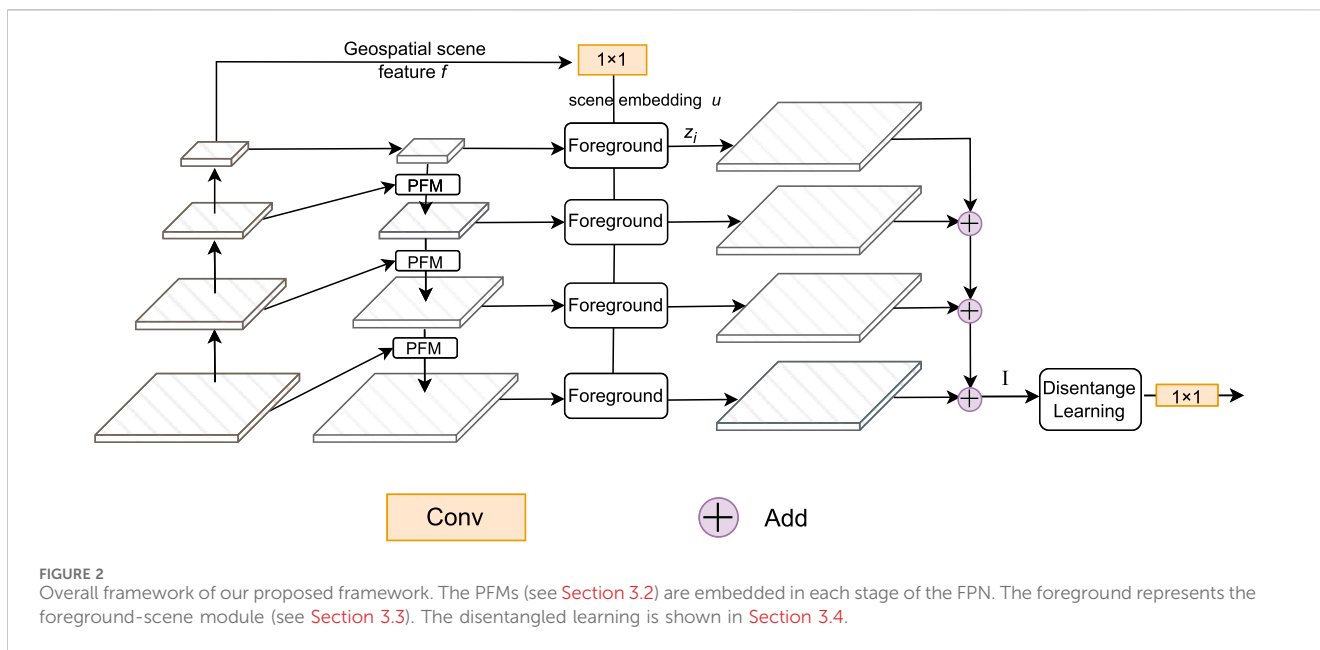 Geospatial scene
feature f
1×1
scene embedding u
Foreground
z_i
PFM
Foreground
PFM
Foreground
PFM
Foreground
I
Disentange
Learning
1×1
Conv
Add
FIGURE 2
Overall framework of our proposed framework. The PFMs (see Section 3.2) are embedded in each stage of the FPN. The foreground represents the
foreground-scene module (see Section 3.3). The disentangled learning is shown in Section 3.4.